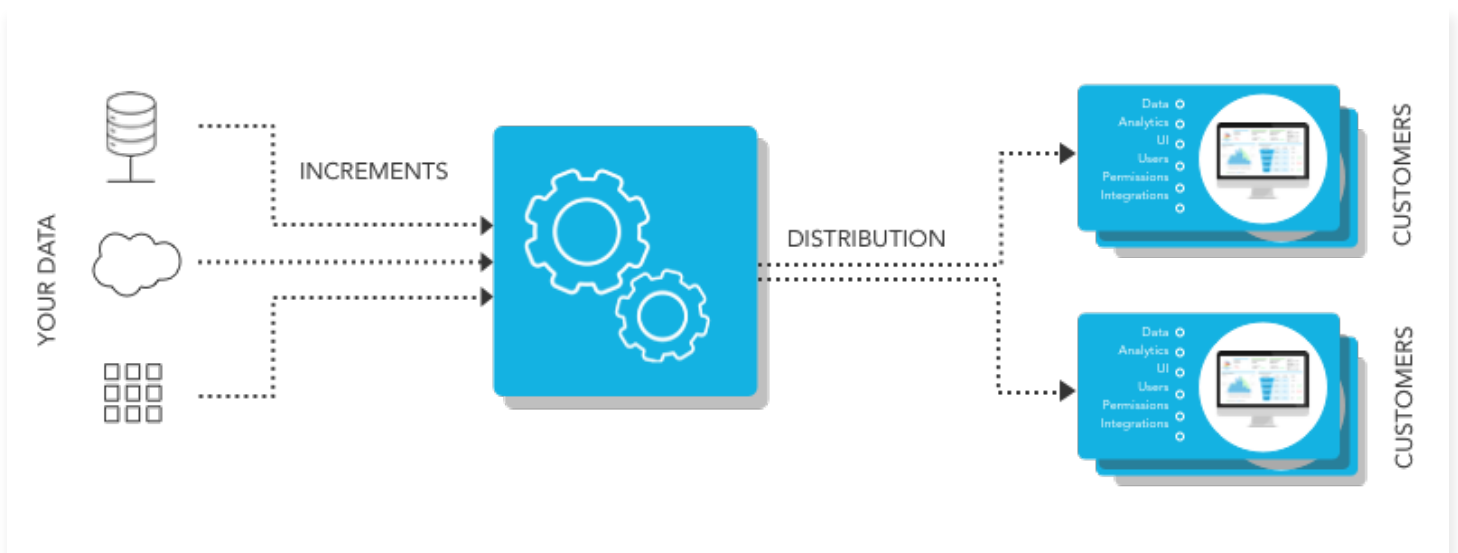 YOUR DATA
INCREMENTS
DISTRIBUTION
Data
Analytics
UI
Users
Permissions
Integrations
CUSTOMERS
Data
Analytics
UI
Users
Permissions
Integrations
CUSTOMERS